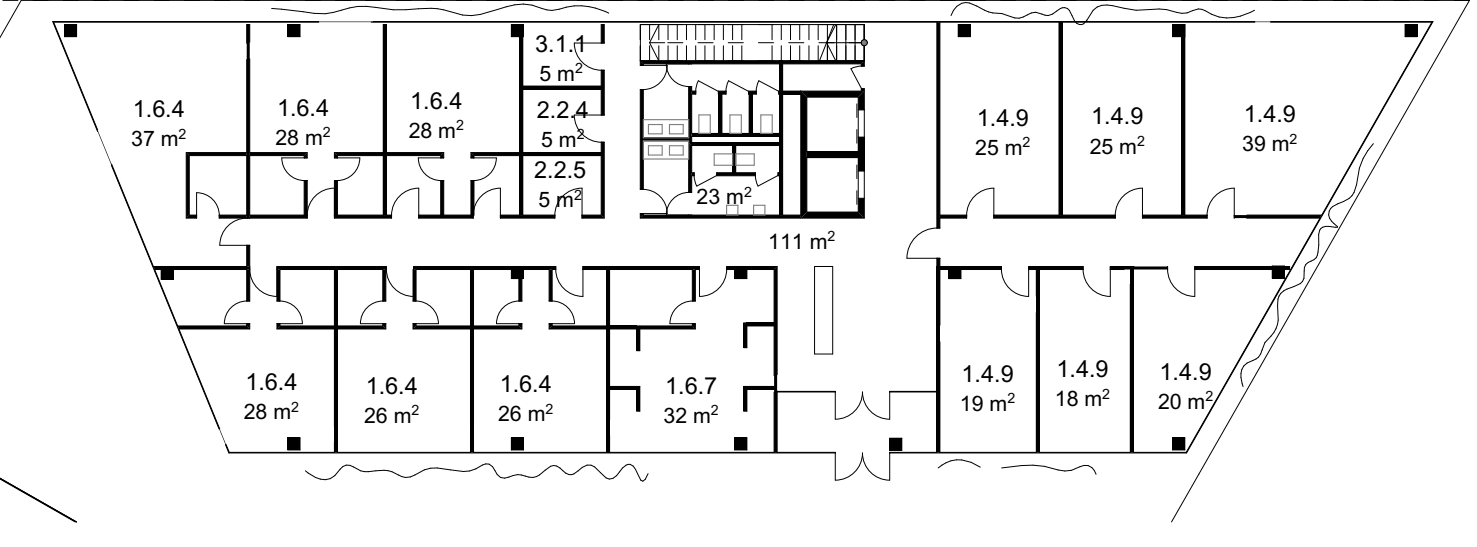 3.1.1
5 m²
1.6.4
37 m²
1.6.4
28 m²
1.6.4
28 m²
2.2.4
5 m²
2.2.5
5 m²
23 m²
111 m²
1.4.9
25 m²
1.4.9
25 m²
1.4.9
39 m²
1.6.4
28 m²
1.6.4
26 m²
1.6.4
26 m²
1.6.7
32 m²
1.4.9
19 m²
1.4.9
18 m²
1.4.9
20 m²